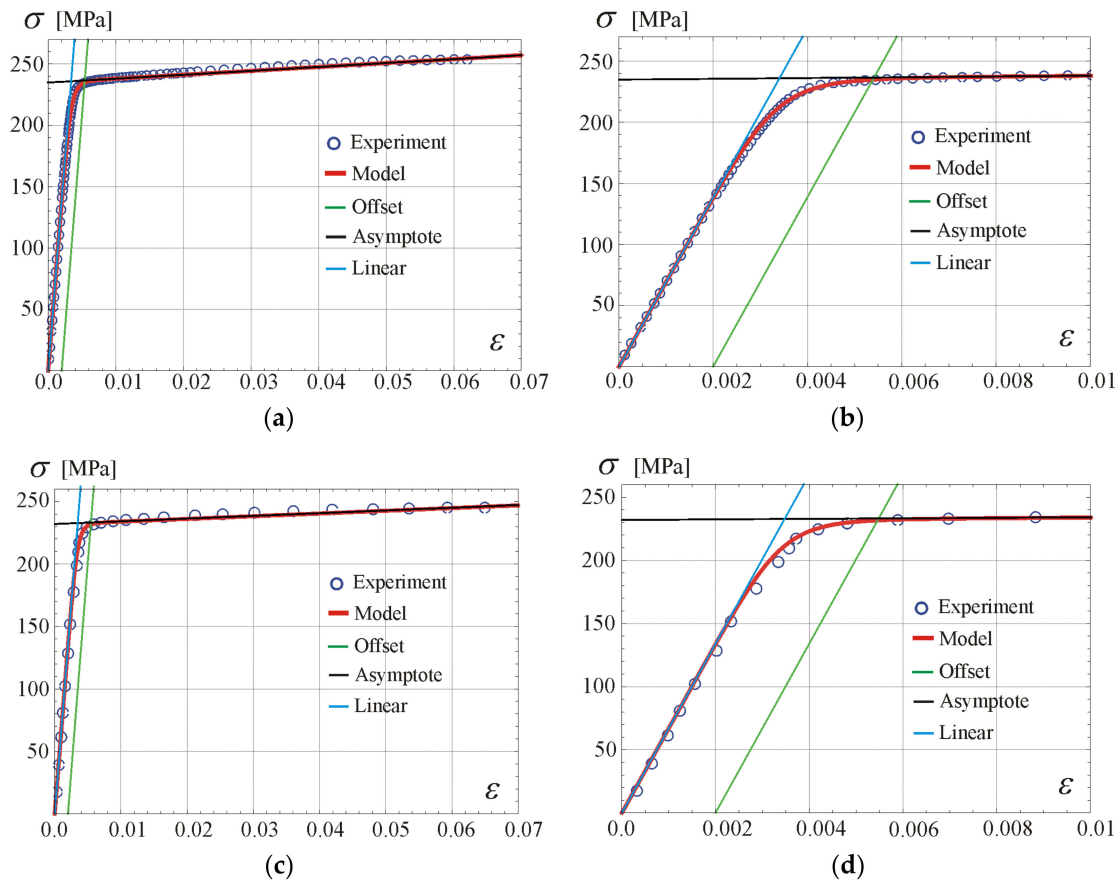 σ [MPa]
250
200
150
100
50
Experiment
Model
Offset
Asymptote
Linear
ε
0.0 0.01 0.02 0.03 0.04 0.05 0.06 0.07
(a)
σ [MPa]
250
200
150
100
50
Experiment
Model
Offset
Asymptote
Linear
ε
0.0 0.002 0.004 0.006 0.008 0.01
(b)
σ [MPa]
250
200
150
100
50
Experiment
Model
Offset
Asymptote
Linear
ε
0.0 0.01 0.02 0.03 0.04 0.05 0.06 0.07
(c)
σ [MPa]
250
200
150
100
50
Experiment
Model
Offset
Asymptote
Linear
ε
0.0 0.002 0.004 0.006 0.008 0.01
(d)